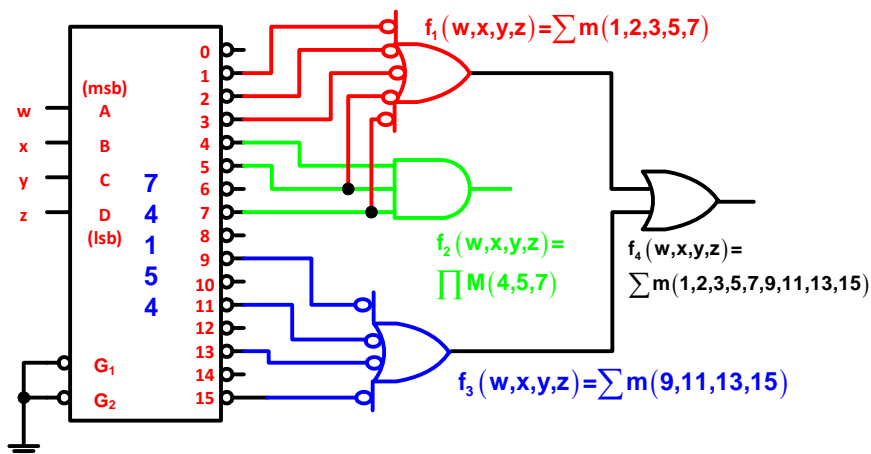 f₁(w,x,y,z)=∑m(1,2,3,5,7)
0
1
2
3
4
5
6
7
8
9
10
11
12
13
14
15
(msb)
w A
x B
y C
z D
(lsb)
7
4
1
5
4
G₁
G₂
f₂(w,x,y,z)=
∏M(4,5,7)
f₄(w,x,y,z)=
∑m(1,2,3,5,7,9,11,13,15)
f₃(w,x,y,z)=∑m(9,11,13,15)